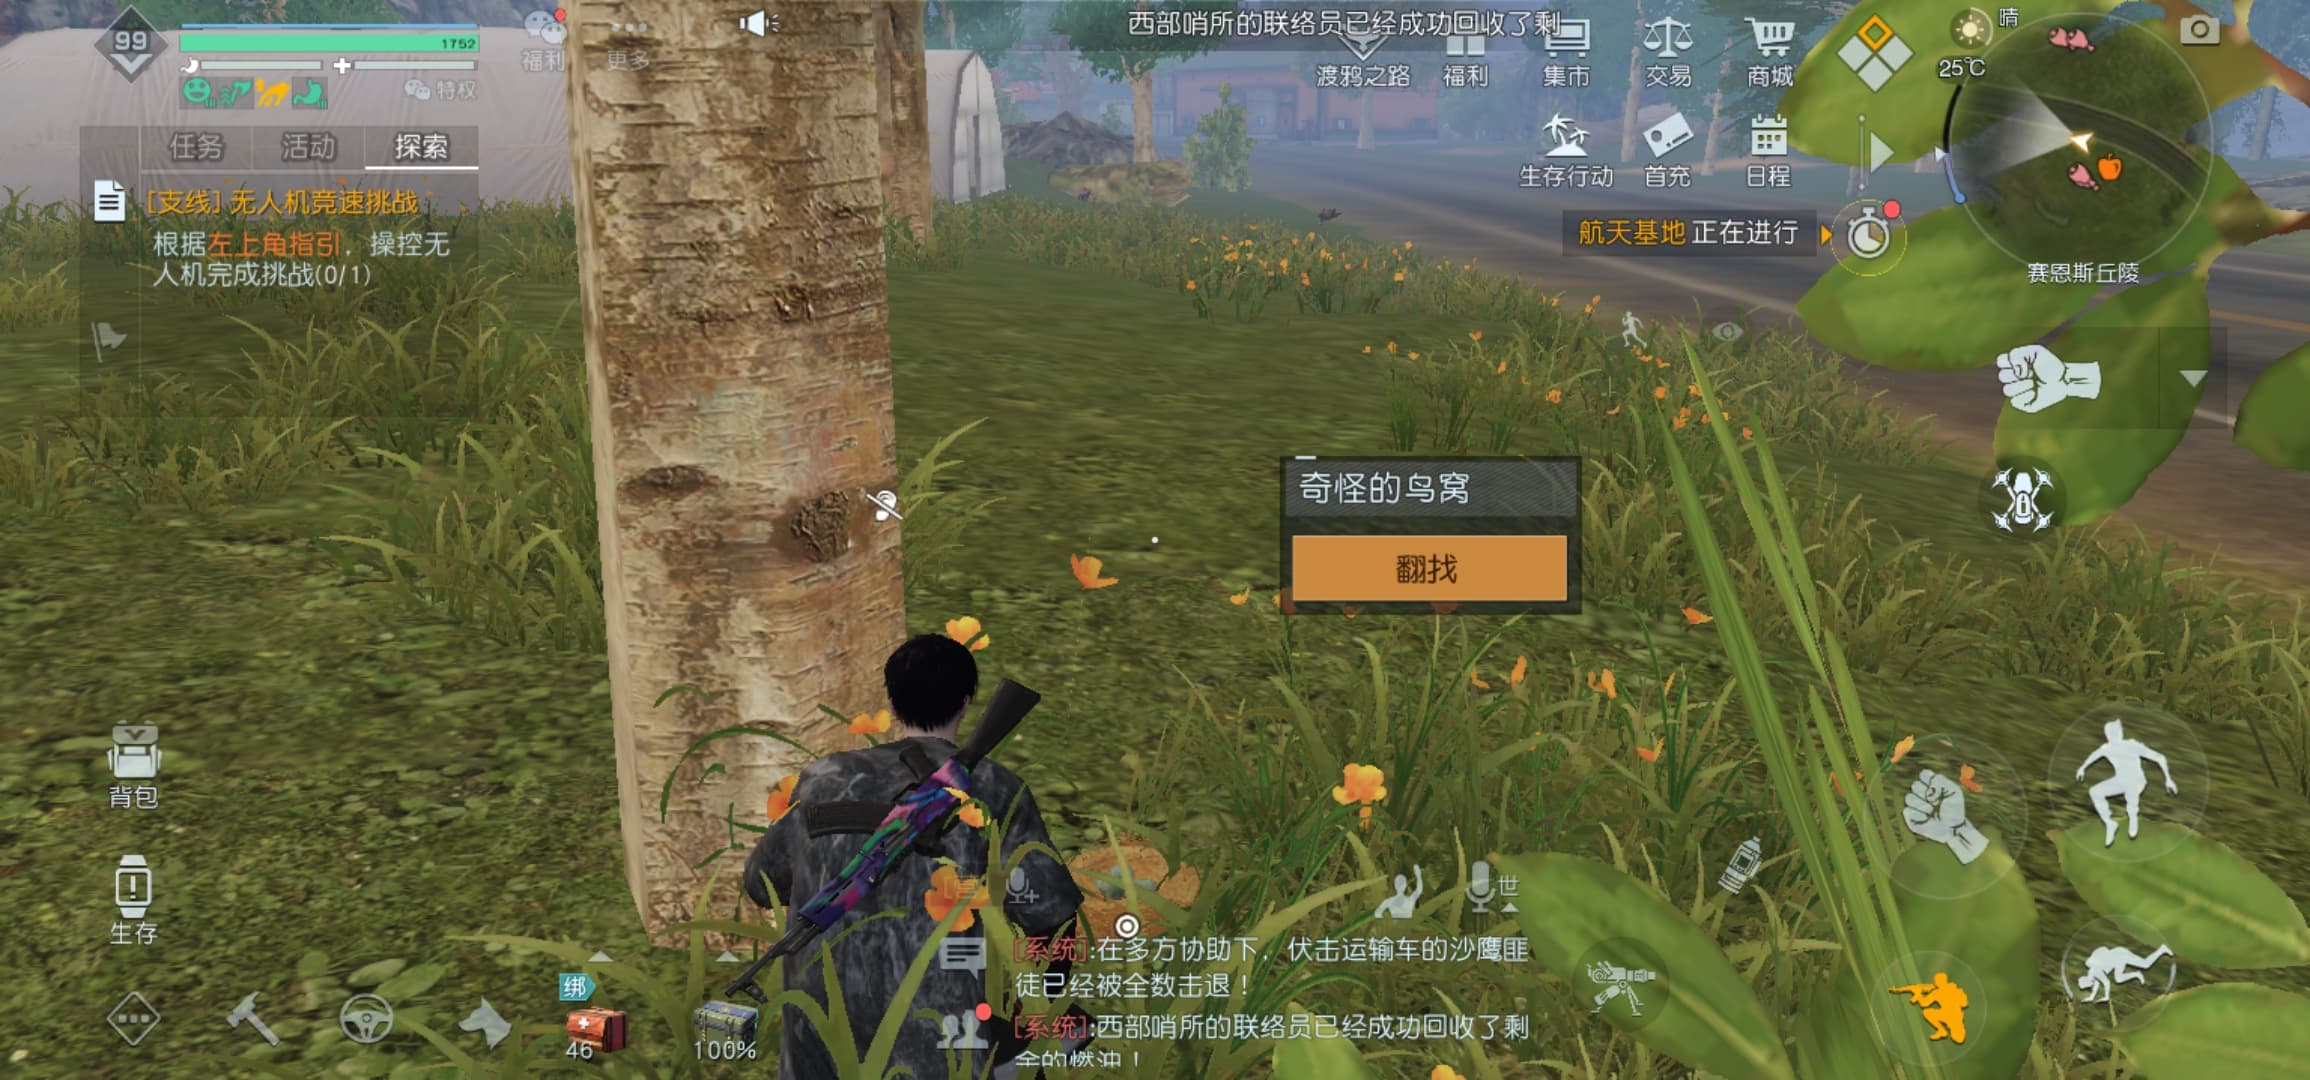 西部哨所的联络员已经成功回收了剩
99
1752
福利
更多
特权
渡鸦之路
福利
集市
交易
商城
晴
25℃
任务
活动
探索
生存行动
首充
日程
[支线] 无人机竞速挑战
根据左上角指引，操控无
人机完成挑战(0/1)
航天基地 正在进行
赛恩斯丘陵
奇怪的鸟窝
翻找
背包
生存
世
[系统]:在多方协助下，伏击运输车的沙鹰匪
徒已经被全数击退！
[系统]:西部哨所的联络员已经成功回收了剩
余的燃油！
绑
46
100%